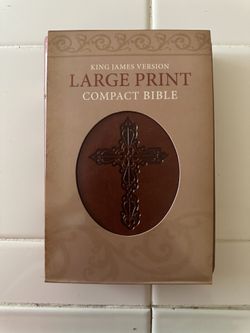 KING JAMES VERSION
LARGE PRINT
COMPACT BIBLE